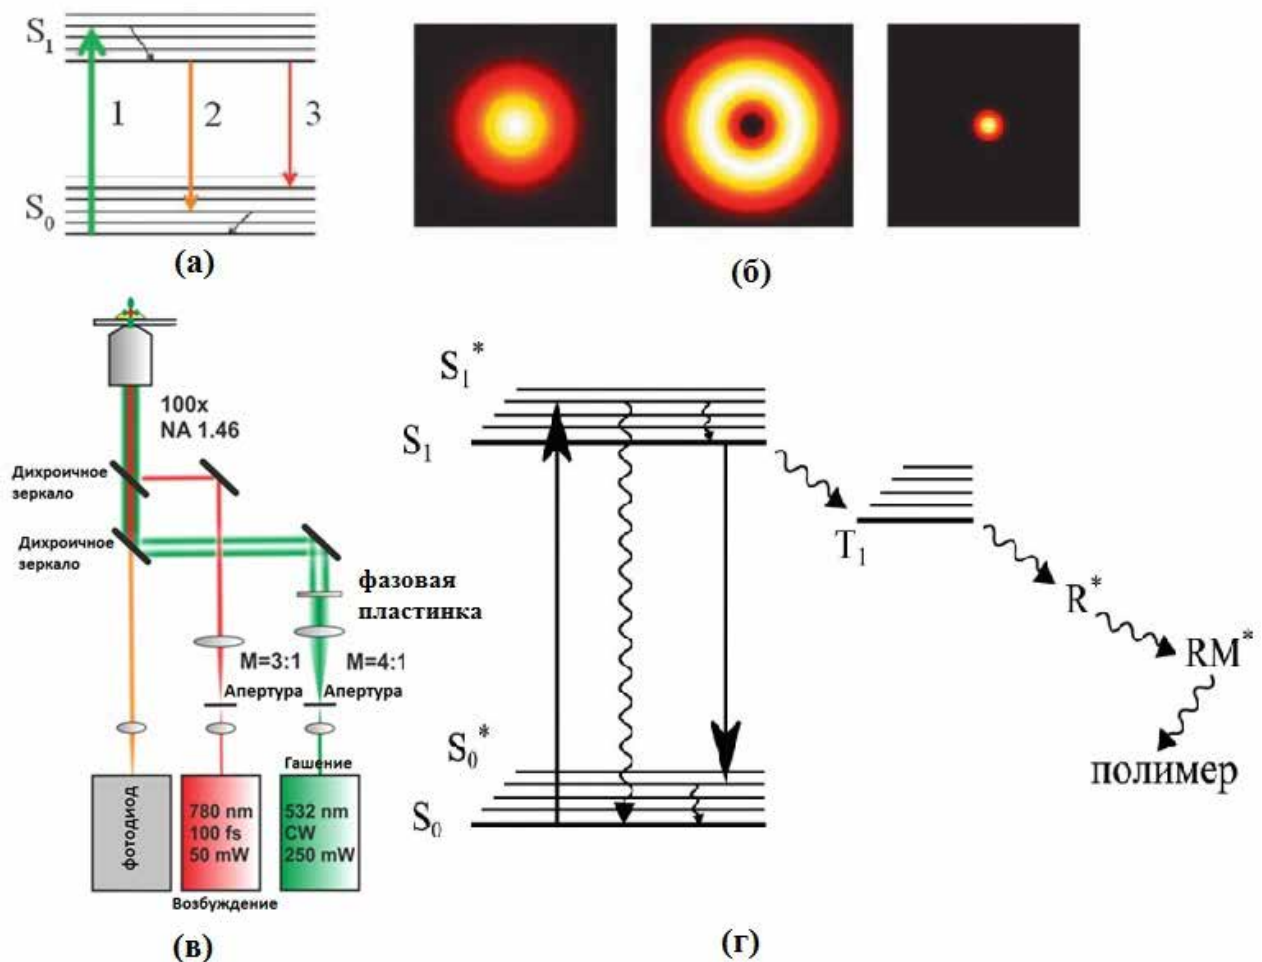 S1
1
2
3
S0
(а)
(б)
100x
NA 1.46
Дихроичное
зеркало
Дихроичное
зеркало
фазовая
пластинка
M=3:1
M=4:1
Апертура
Апертура
Гашение
фотодиод
780 nm
100 fs
50 mW
532 nm
CW
250 mW
Возбуждение
(в)
S1*
S1
T1
R*
RM*
полимер
S0*
S0
(г)